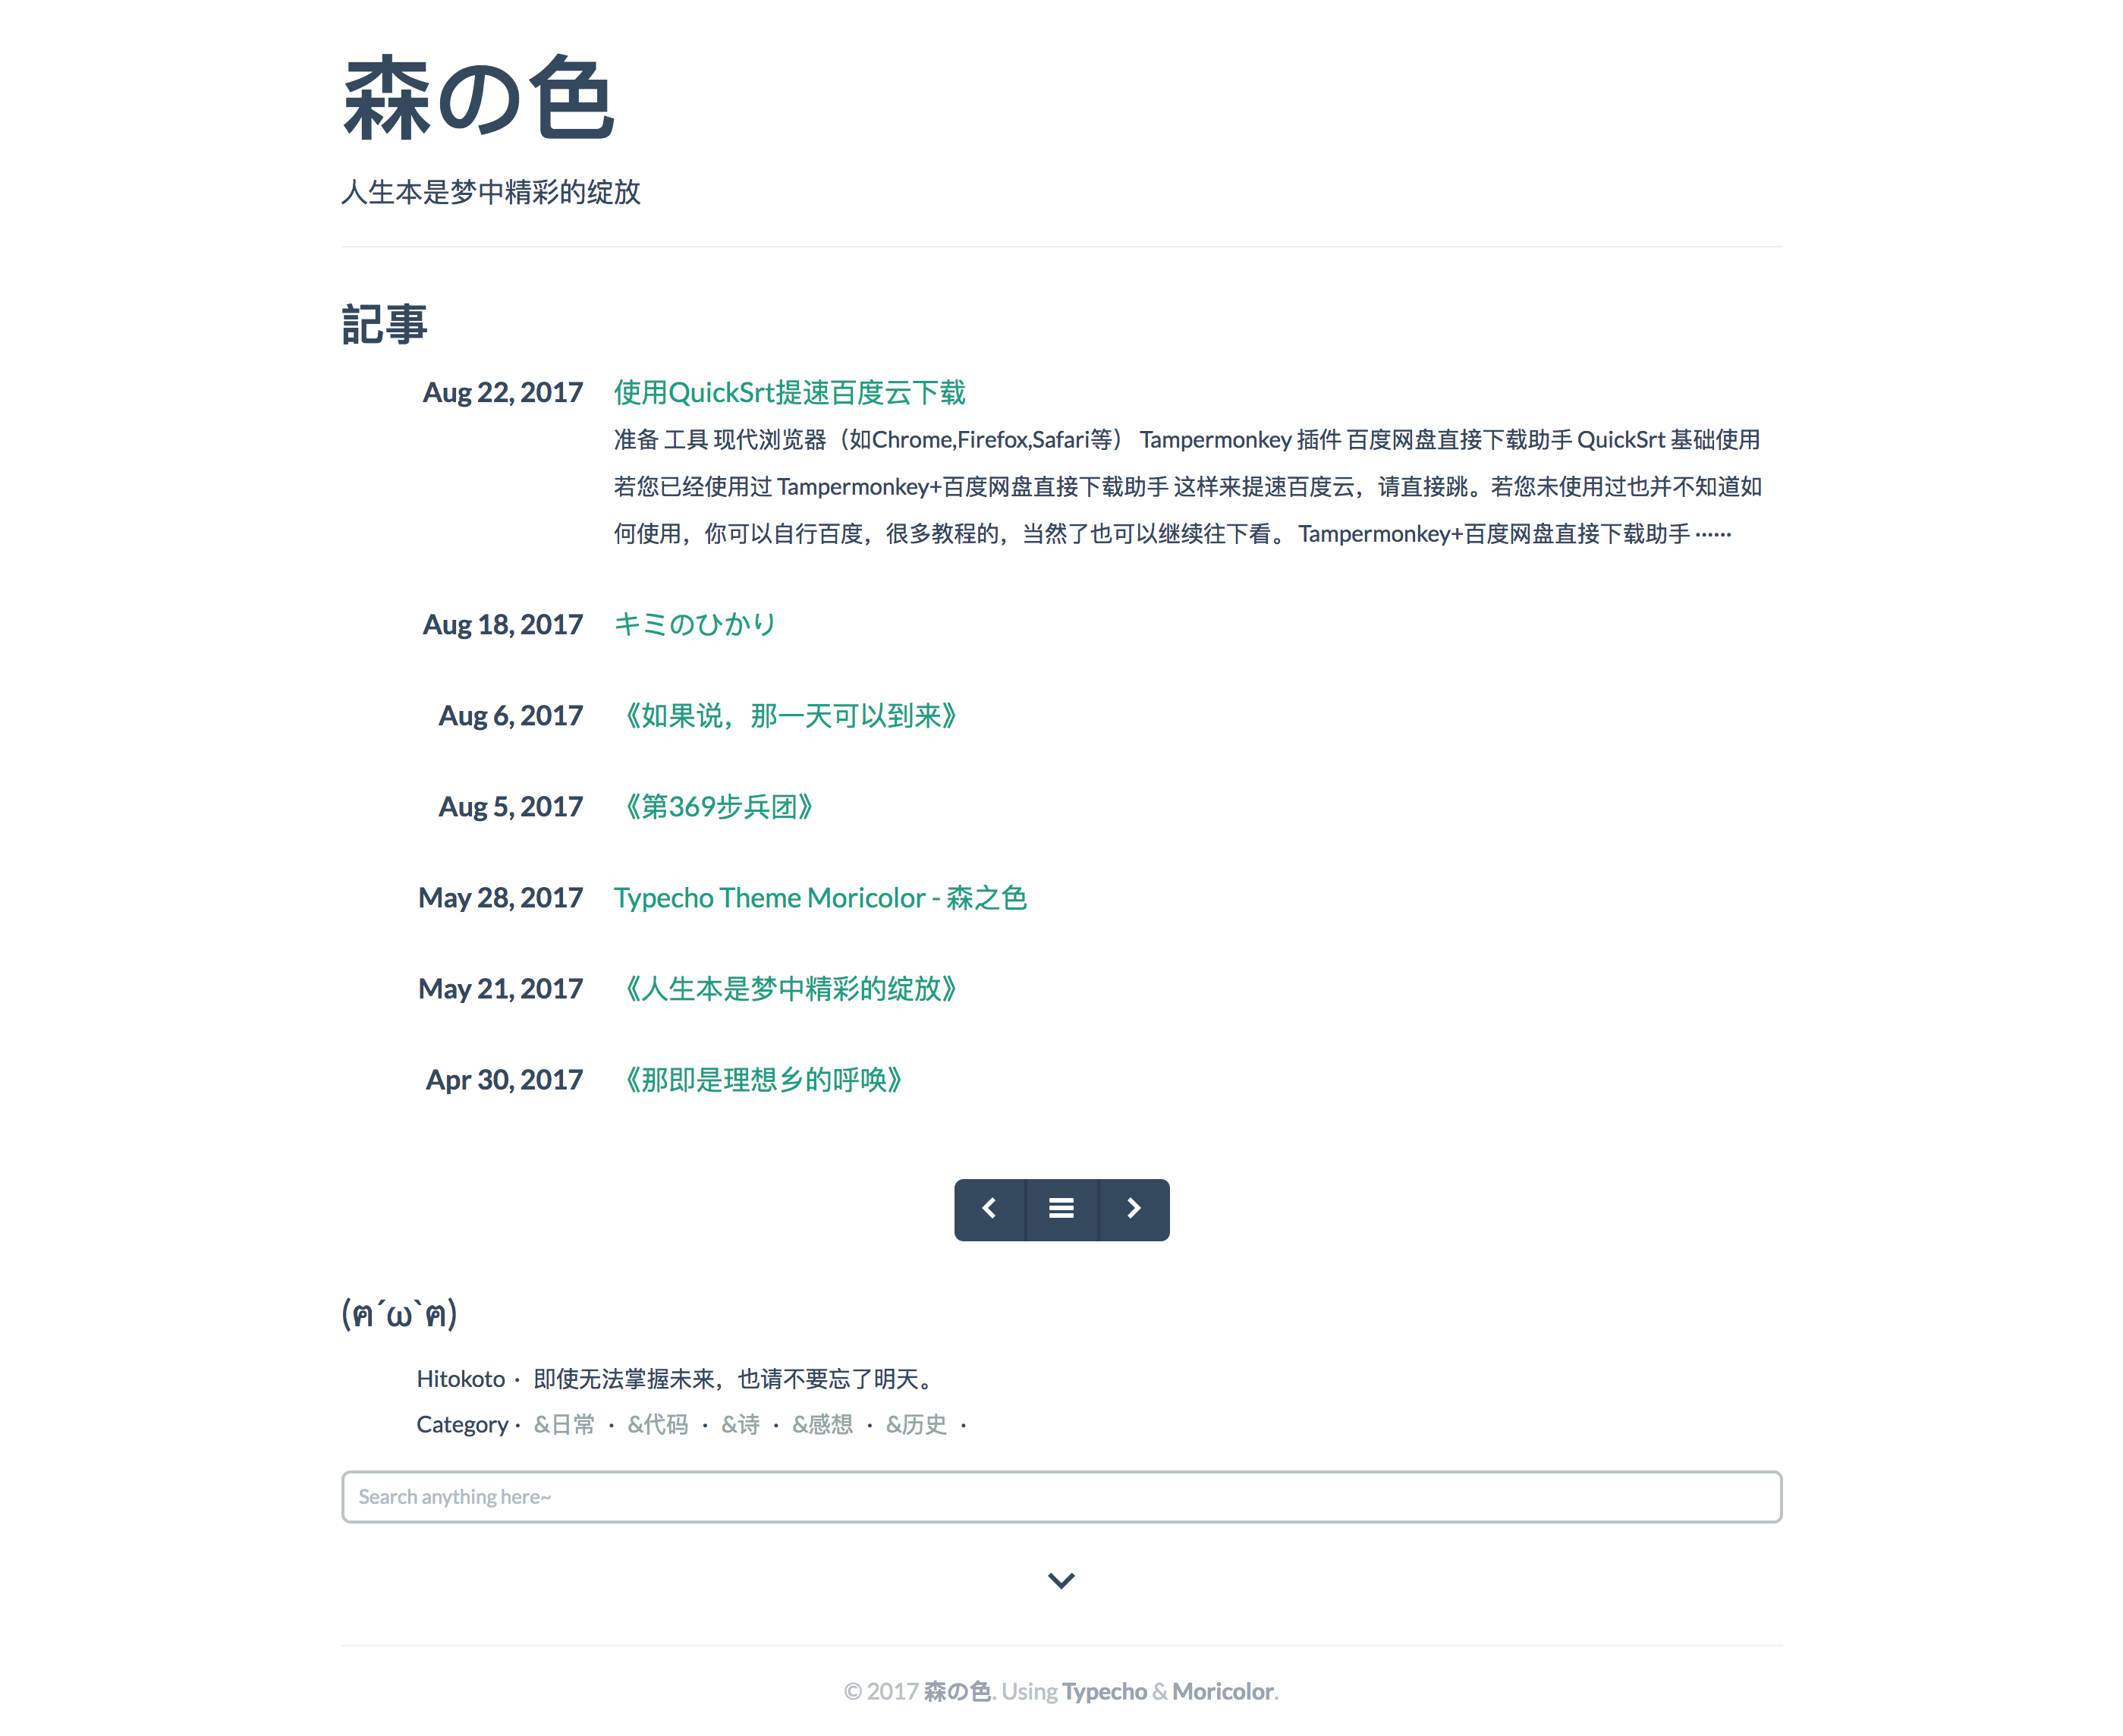 森の色
人生本是梦中精彩的绽放
記事
Aug 22, 2017 使用QuickSrt提速百度云下载
准备 工具 现代浏览器（如Chrome,Firefox,Safari等） Tampermonkey 插件 百度网盘直接下载助手 QuickSrt 基础使用
若您已经使用过 Tampermonkey+百度网盘直接下载助手 这样来提速百度云，请直接跳。若您未使用过也并不知道如
何使用，你可以自行百度，很多教程的，当然了也可以继续往下看。 Tampermonkey+百度网盘直接下载助手 ······
Aug 18, 2017 キミのひかり
Aug 6, 2017 《如果说，那一天可以到来》
Aug 5, 2017 《第369步兵团》
May 28, 2017 Typecho Theme Moricolor - 森之色
May 21, 2017 《人生本是梦中精彩的绽放》
Apr 30, 2017 《那即是理想乡的呼唤》
(ฅ´ω`ฅ)
Hitokoto · 即使无法掌握未来，也请不要忘了明天。
Category · &日常 · &代码 · &诗 · &感想 · &历史 ·
Search anything here~
© 2017 森の色. Using Typecho & Moricolor.